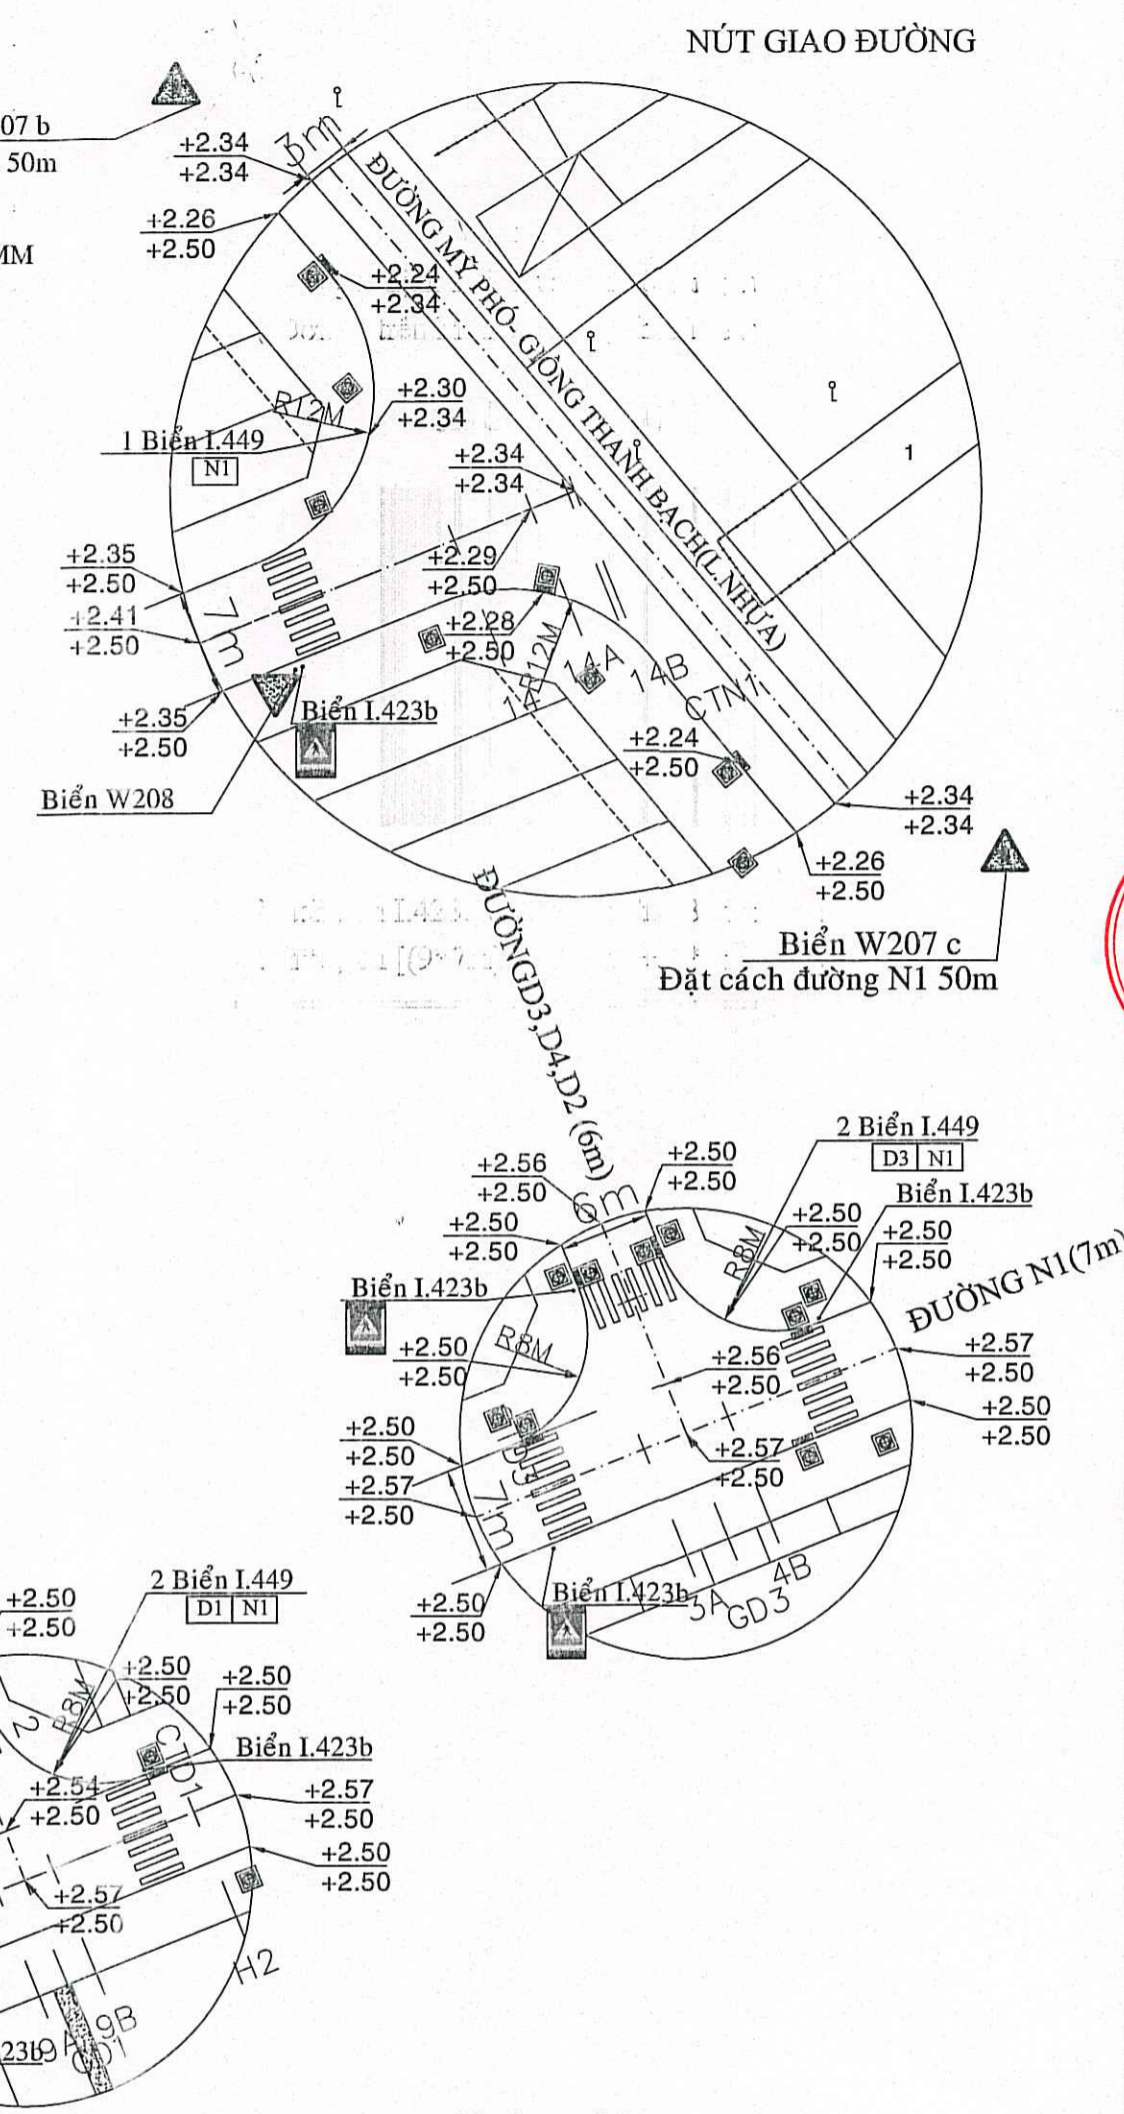 NÚT GIAO ĐƯỜNG
07 b
50m
MM
3m
+2.34
+2.34
+2.26
+2.50
ĐƯỜNG MỸ PHÓ- GIỒNG THANH BẠCH(L.NHỰA)
+2.24
+2.34
R12M
+2.30
+2.34
1 Biển I.449
N1
+2.34
+2.34
1
+2.35
+2.50
+2.29
+2.50
+2.41
+2.50
7m
+2.28
+2.50
R12M
14
14A
14B
CTN1
+2.35
+2.50
Biển I.423b
+2.24
+2.50
Biển W208
+2.34
+2.34
+2.26
+2.50
Biển W207 c
Đặt cách đường N1 50m
ĐƯỜNGD3,D4,D2 (6m)
2 Biển I.449
D3 N1
+2.56
+2.50
+2.50
+2.50
6m
Biển I.423b
+2.50
+2.50
+2.50
+2.50
+2.50
+2.50
R8M
ĐƯỜNG N1(7m)
Biển I.423b
R8M
+2.50
+2.50
+2.56
+2.50
+2.57
+2.50
+2.50
+2.50
+2.50
+2.50
D3
+2.57
+2.50
+2.57
+2.50
7m
+2.50
+2.50
Biển I.423b
3A
4B
GD3
+2.50
+2.50
2 Biển I.449
D1 N1
+2.50
+2.50
+2.50
+2.50
R8M
2
CTD1
Biển I.423b
+2.54
+2.50
+2.57
+2.50
+2.50
+2.50
+2.57
+2.50
H2
23b
9A
9B